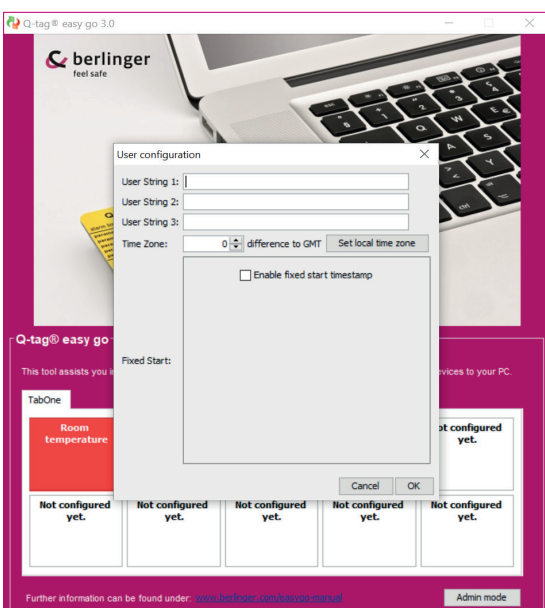 Q-tag® easy go 3.0
berlinger
feel safe
User configuration
User String 1:
User String 2:
User String 3:
Time Zone:
0
difference to GMT
Set local time zone
Enable fixed start timestamp
Fixed Start:
Cancel
OK
Q-tag® easy go
This tool assists you i
evices to your PC.
TabOne
Room
temperature
ot configured
yet.
Not configured
yet.
Not configured
yet.
Not configured
yet.
Not configured
yet.
Not configured
yet.
Further information can be found under: www.berlinger.com/easygo-manual
Admin mode